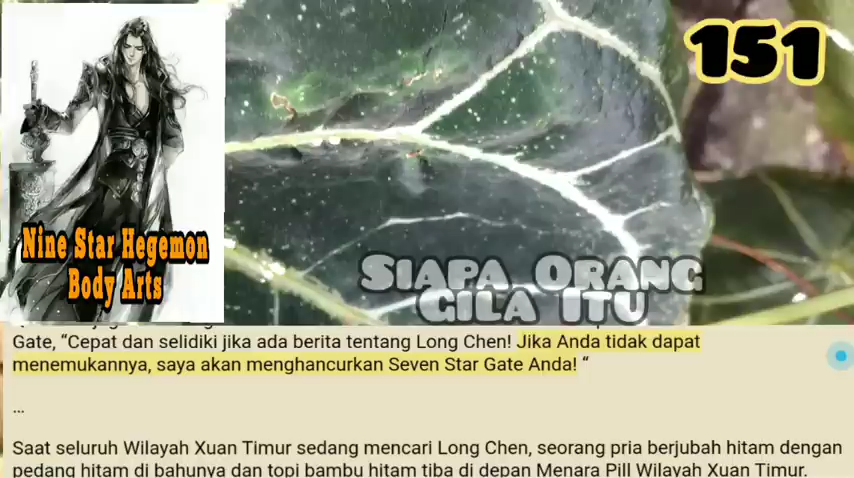 151
Nine Star Hegemon
Body Arts
SIAPA ORANG
GILA ITU
Gate, “Cepat dan selidiki jika ada berita tentang Long Chen! Jika Anda tidak dapat
menemukannya, saya akan menghancurkan Seven Star Gate Anda! “
...
Saat seluruh Wilayah Xuan Timur sedang mencari Long Chen, seorang pria berjubah hitam dengan
pedang hitam di bahunya dan topi bambu hitam tiba di depan Menara Pill Wilayah Xuan Timur.